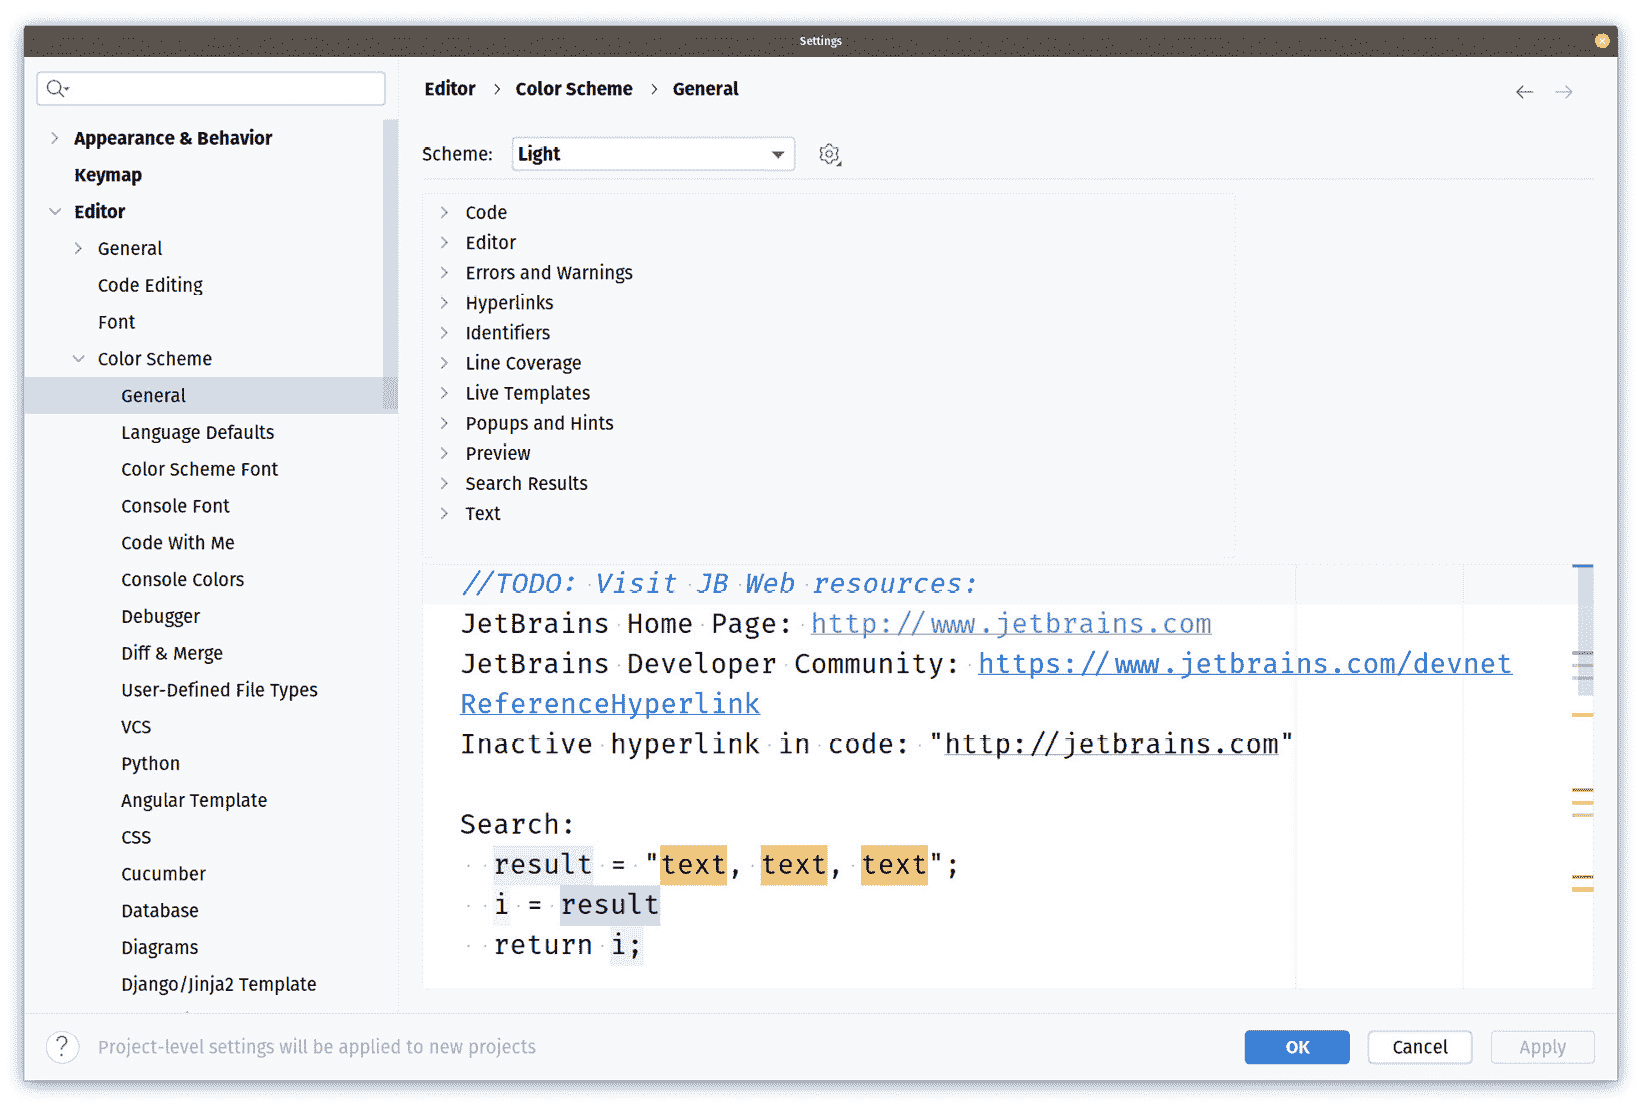 Settings
Appearance & Behavior
Keymap
Editor
General
Code Editing
Font
Color Scheme
General
Language Defaults
Color Scheme Font
Console Font
Code With Me
Console Colors
Debugger
Diff & Merge
User-Defined File Types
VCS
Python
Angular Template
CSS
Cucumber
Database
Diagrams
Django/Jinja2 Template
Editor > Color Scheme > General
Scheme: Light
Code
Editor
Errors and Warnings
Hyperlinks
Identifiers
Line Coverage
Live Templates
Popups and Hints
Preview
Search Results
Text
//TODO: Visit JB Web resources:
JetBrains Home Page: http://www.jetbrains.com
JetBrains Developer Community: https://www.jetbrains.com/devnet
ReferenceHyperlink
Inactive hyperlink in code: "http://jetbrains.com"
Search:
result = "text, text, text";
i = result
return i;
? Project-level settings will be applied to new projects
OK Cancel Apply